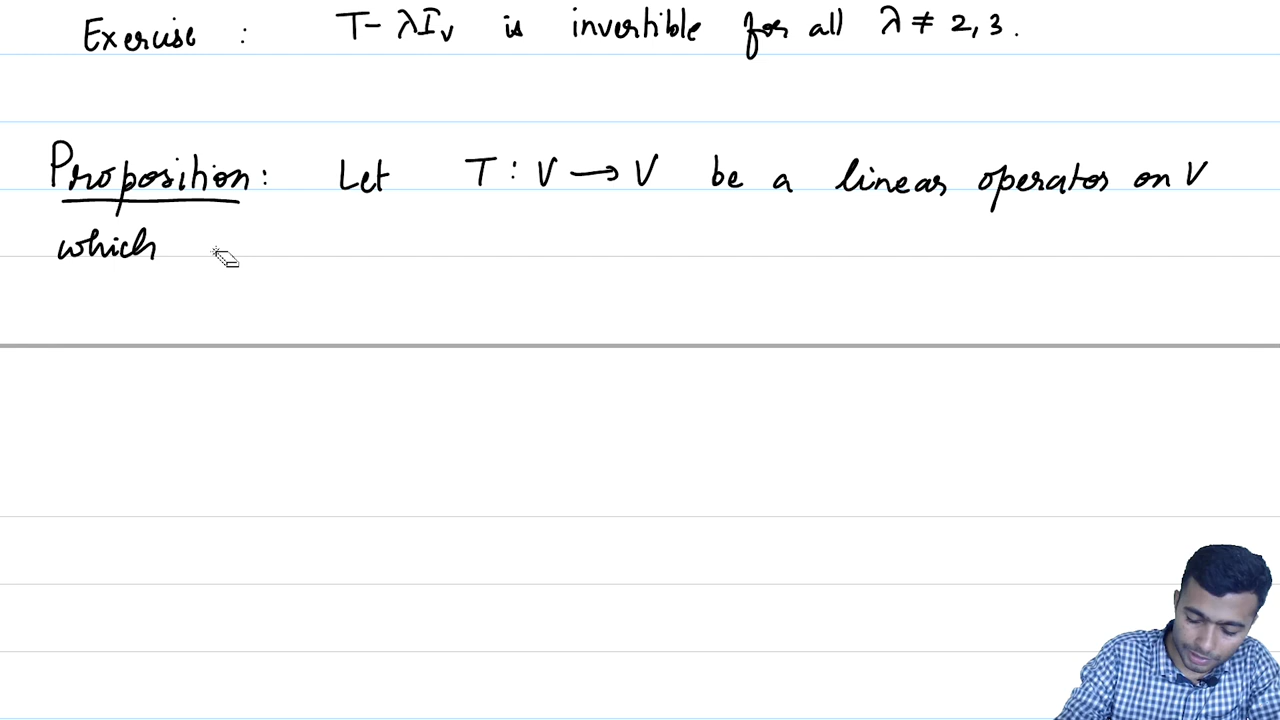 Exercise : T- λI_V is invertible for all λ ≠ 2, 3.
Proposition: Let T : V → V be a linear operator on V
which